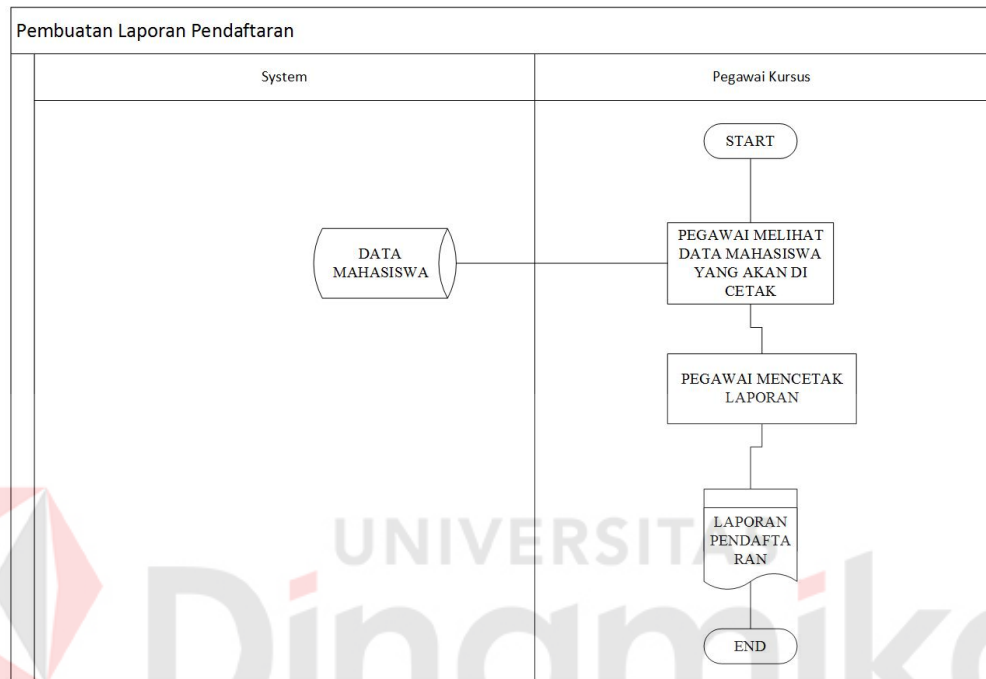 Pembuatan Laporan Pendaftaran
System
Pegawai Kursus
START
DATA
MAHASISWA
PEGAWAI MELIHAT
DATA MAHASISWA
YANG AKAN DI
CETAK
PEGAWAI MENCETAK
LAPORAN
LAPORAN
PENDAFTA
RAN
END
UNIVERSITAS
Dinamika